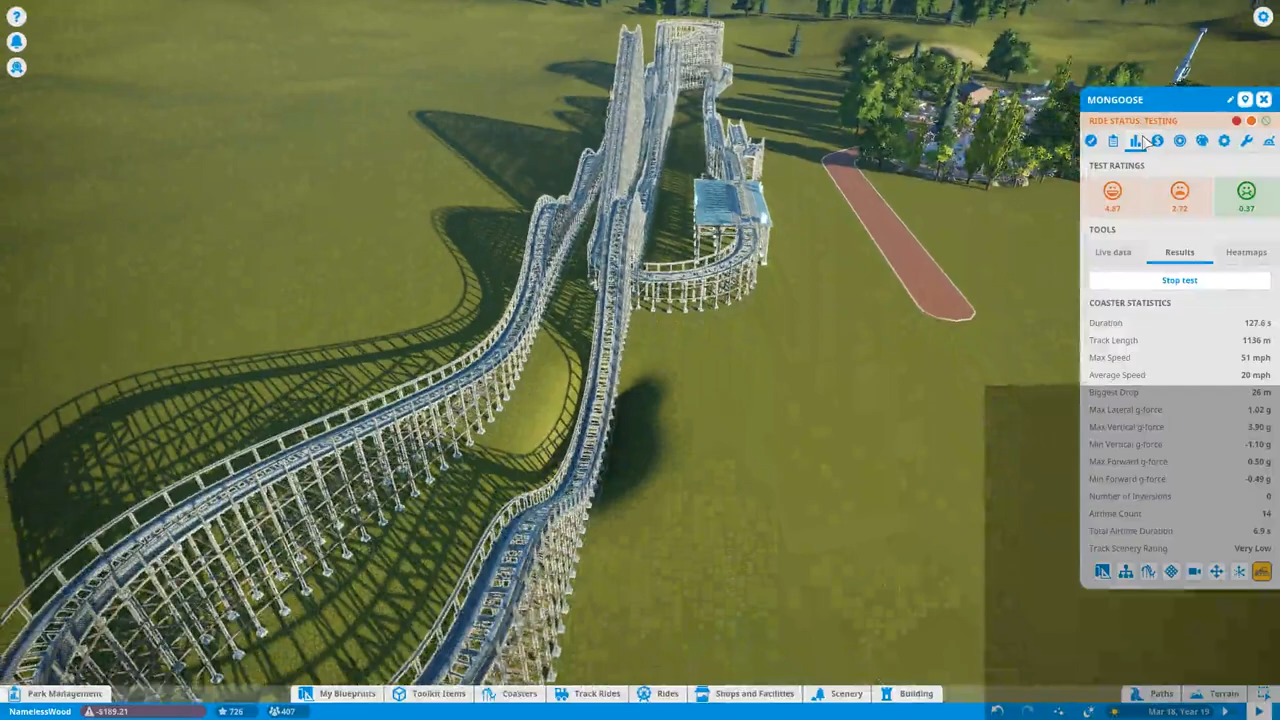 MONGOOSE
RIDE STATUS: TESTING
TEST RATINGS
4.87 2.72 0.37
TOOLS
Live data Results Heatmaps
Stop test
COASTER STATISTICS
Duration 127.6 s
Track Length 1136 m
Max Speed 51 mph
Average Speed 20 mph
Biggest Drop 26 m
Max Lateral g-force 1.02 g
Max Vertical g-force 3.90 g
Min Vertical g-force -1.10 g
Max Forward g-force 0.50 g
Min Forward g-force -0.49 g
Number of Inversions 0
Airtime Count 14
Total Airtime Duration 6.9 s
Track Scenery Rating Very Low
Park Management My Blueprints Toolkit Items Coasters Track Rides Rides Shops and Facilities Scenery Building Paths Terrain
NamelessWood -$189.21 726 407 Mar 18, Year 19